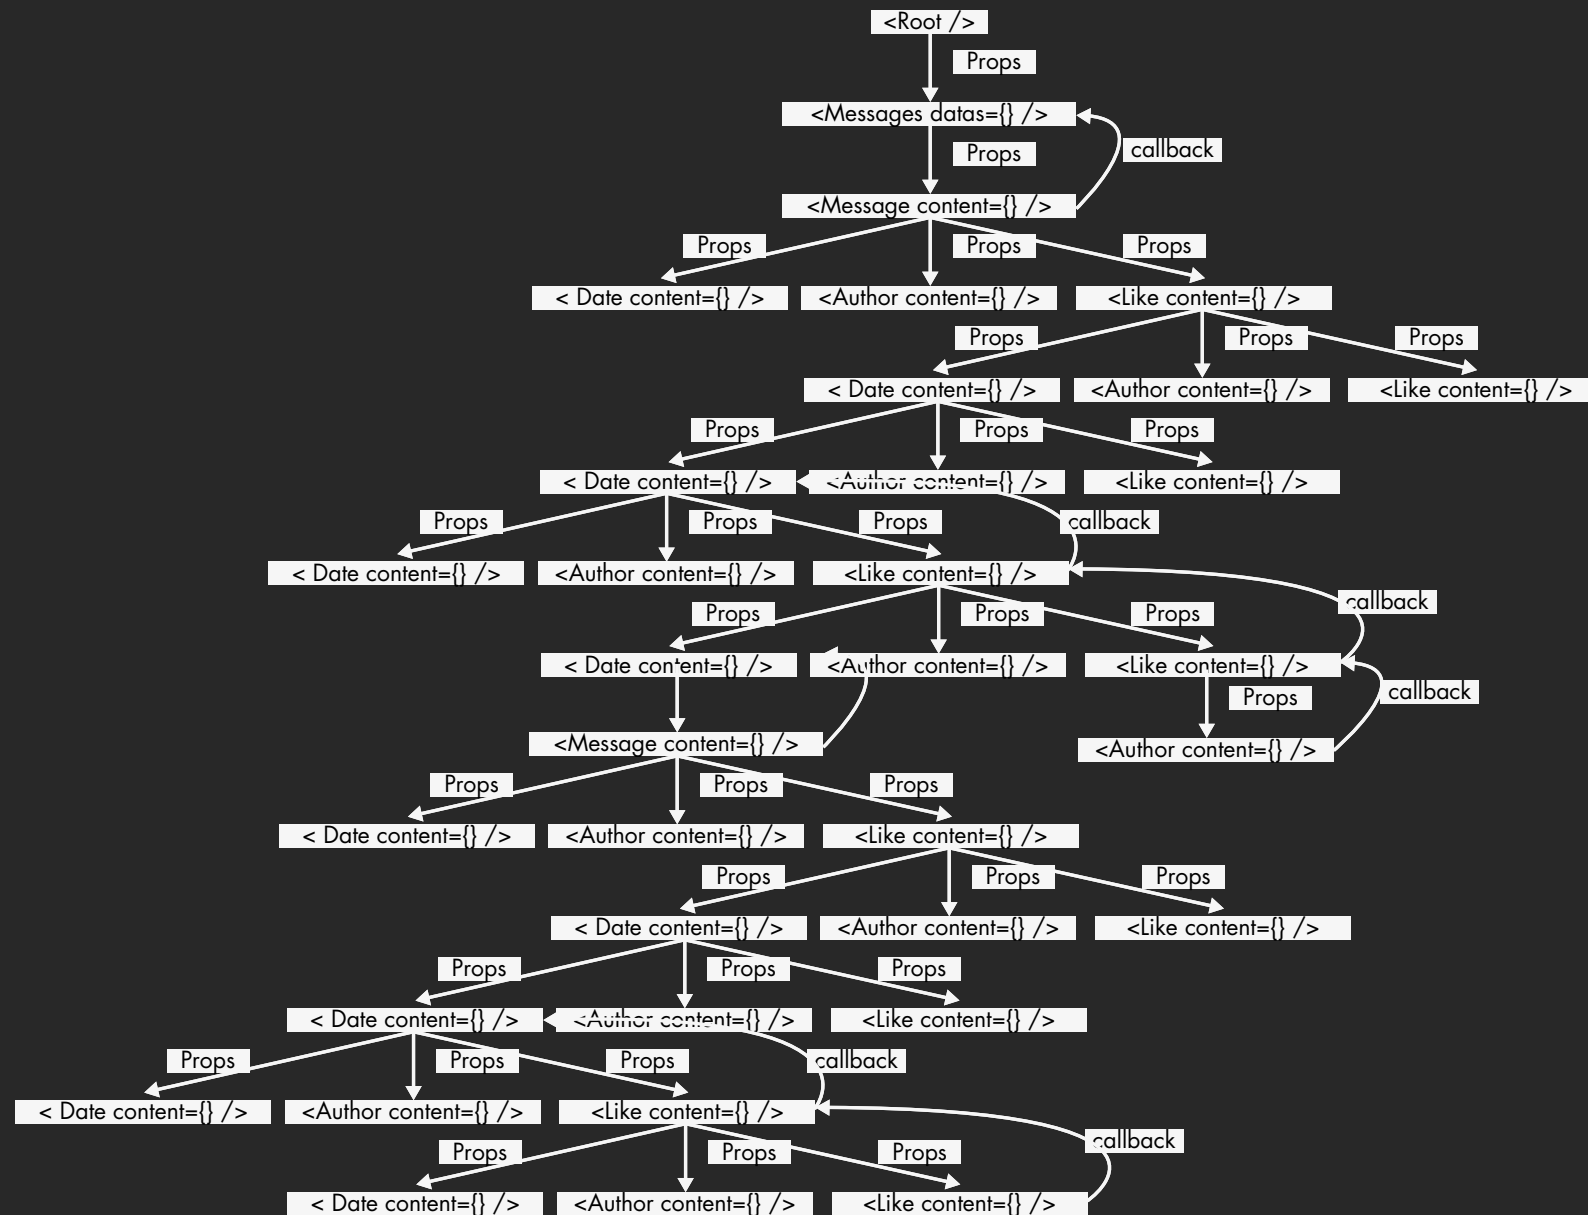 <Root />
Props
<Messages datas={} />
callback
Props
<Message content={} />
Props Props Props
< Date content={} /> <Author content={} /> <Like content={} />
Props Props Props
< Date content={} /> <Author content={} /> <Like content={} />
Props Props Props
< Date content={} /> <Author content={} /> <Like content={} />
Props Props Props callback
< Date content={} /> <Author content={} /> <Like content={} />
callback
Props Props Props
< Date content={} /> <Author content={} /> <Like content={} />
Props callback
<Message content={} /> <Author content={} />
Props Props Props
< Date content={} /> <Author content={} /> <Like content={} />
Props Props Props
< Date content={} /> <Author content={} /> <Like content={} />
Props Props Props
< Date content={} /> <Author content={} /> <Like content={} />
Props Props Props callback
< Date content={} /> <Author content={} /> <Like content={} />
callback
Props Props Props
< Date content={} /> <Author content={} /> <Like content={} />